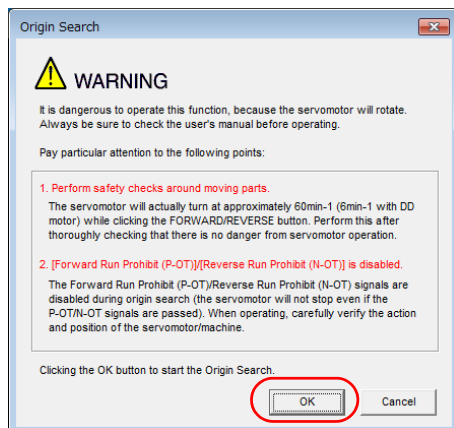 Origin Search
WARNING
It is dangerous to operate this function, because the servomotor will rotate.
Always be sure to check the user's manual before operating.
Pay particular attention to the following points:
1. Perform safety checks around moving parts.
The servomotor will actually turn at approximately 60min-1 (6min-1 with DD
motor) while clicking the FORWARD/REVERSE button. Perform this after
thoroughly checking that there is no danger from servomotor operation.
2. [Forward Run Prohibit (P-OT)]/[Reverse Run Prohibit (N-OT)] is disabled.
The Forward Run Prohibit (P-OT)/Reverse Run Prohibit (N-OT) signals are
disabled during origin search (the servomotor will not stop even if the
P-OT/N-OT signals are passed). When operating, carefully verify the action
and position of the servomotor/machine.
Clicking the OK button to start the Origin Search.
OK
Cancel